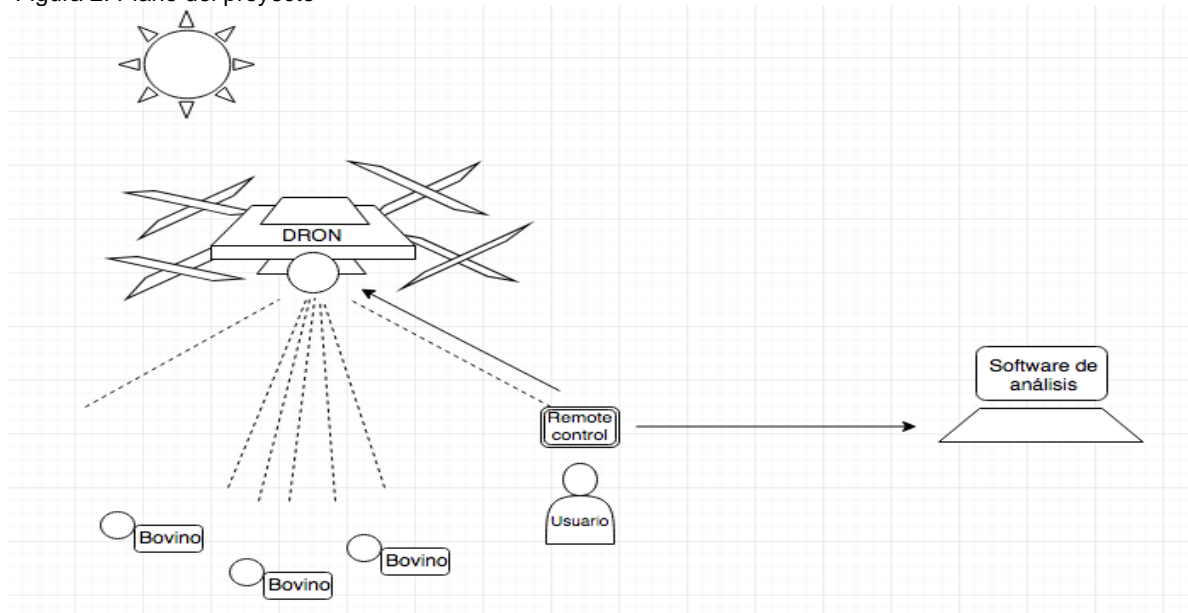 Figura 2. Plano del proyecto
DRON
Software de
análisis
Remote
control
Usuario
Bovino
Bovino
Bovino